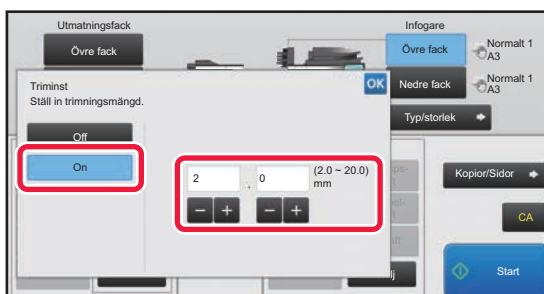 Utmatningsfack
Infogare
Övre fack
Övre fack
Normalt 1
A3
Triminst
OK
Nedre fack
Normalt 1
A3
Ställ in trimningsmängd.
Typ/storlek
Off
On
2 . 0 (2.0 ~ 20.0)
mm
Kopior/Sidor
CA
Start